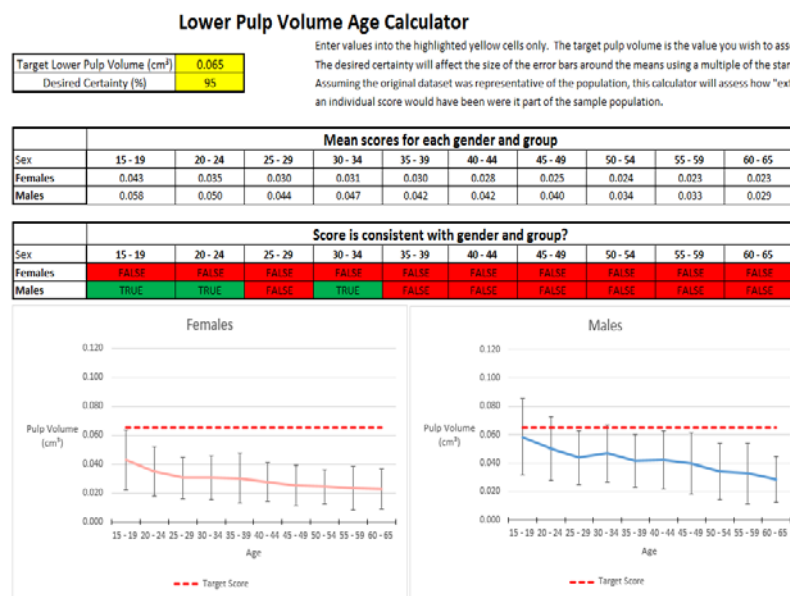 Lower Pulp Volume Age Calculator
Enter values into the highlighted yellow cells only. The target pulp volume is the value you wish to
Target Lower Pulp Volume (cm³) 0.065
The desired certainty will affect the size of the error bars around the means using a multiple of the
Desired Certainty (%) 95
Assuming the original dataset was representative of the population, this calculator will assess how
an individual score would have been were it part of the sample population.
Mean scores for each gender and group
Sex 15 - 19 20 - 24 25 - 29 30 - 34 35 - 39 40 - 44 45 - 49 50 - 54 55 - 59 60 - 65
Females 0.043 0.035 0.030 0.031 0.030 0.028 0.025 0.024 0.023 0.023
Males 0.058 0.050 0.044 0.047 0.042 0.042 0.040 0.034 0.033 0.029
Score is consistent with gender and group?
Sex 15 - 19 20 - 24 25 - 29 30 - 34 35 - 39 40 - 44 45 - 49 50 - 54 55 - 59 60 - 65
Females FALSE FALSE FALSE FALSE FALSE FALSE FALSE FALSE FALSE FALSE
Males TRUE TRUE FALSE TRUE FALSE FALSE FALSE FALSE FALSE FALSE
Females
0.120
0.100
0.080
Pulp Volume
(cm³)
0.060
0.040
0.020
0.000
15 - 19 20 - 24 25 - 29 30 - 34 35 - 39 40 - 44 45 - 49 50 - 54 55 - 59 60 - 65
Age
Target Score
Males
0.120
0.100
0.080
Pulp Volume
(cm³)
0.060
0.040
0.020
0.000
15 - 19 20 - 24 25 - 29 30 - 34 35 - 39 40 - 44 45 - 49 50 - 54 55 - 59 60 - 65
Age
Target Score